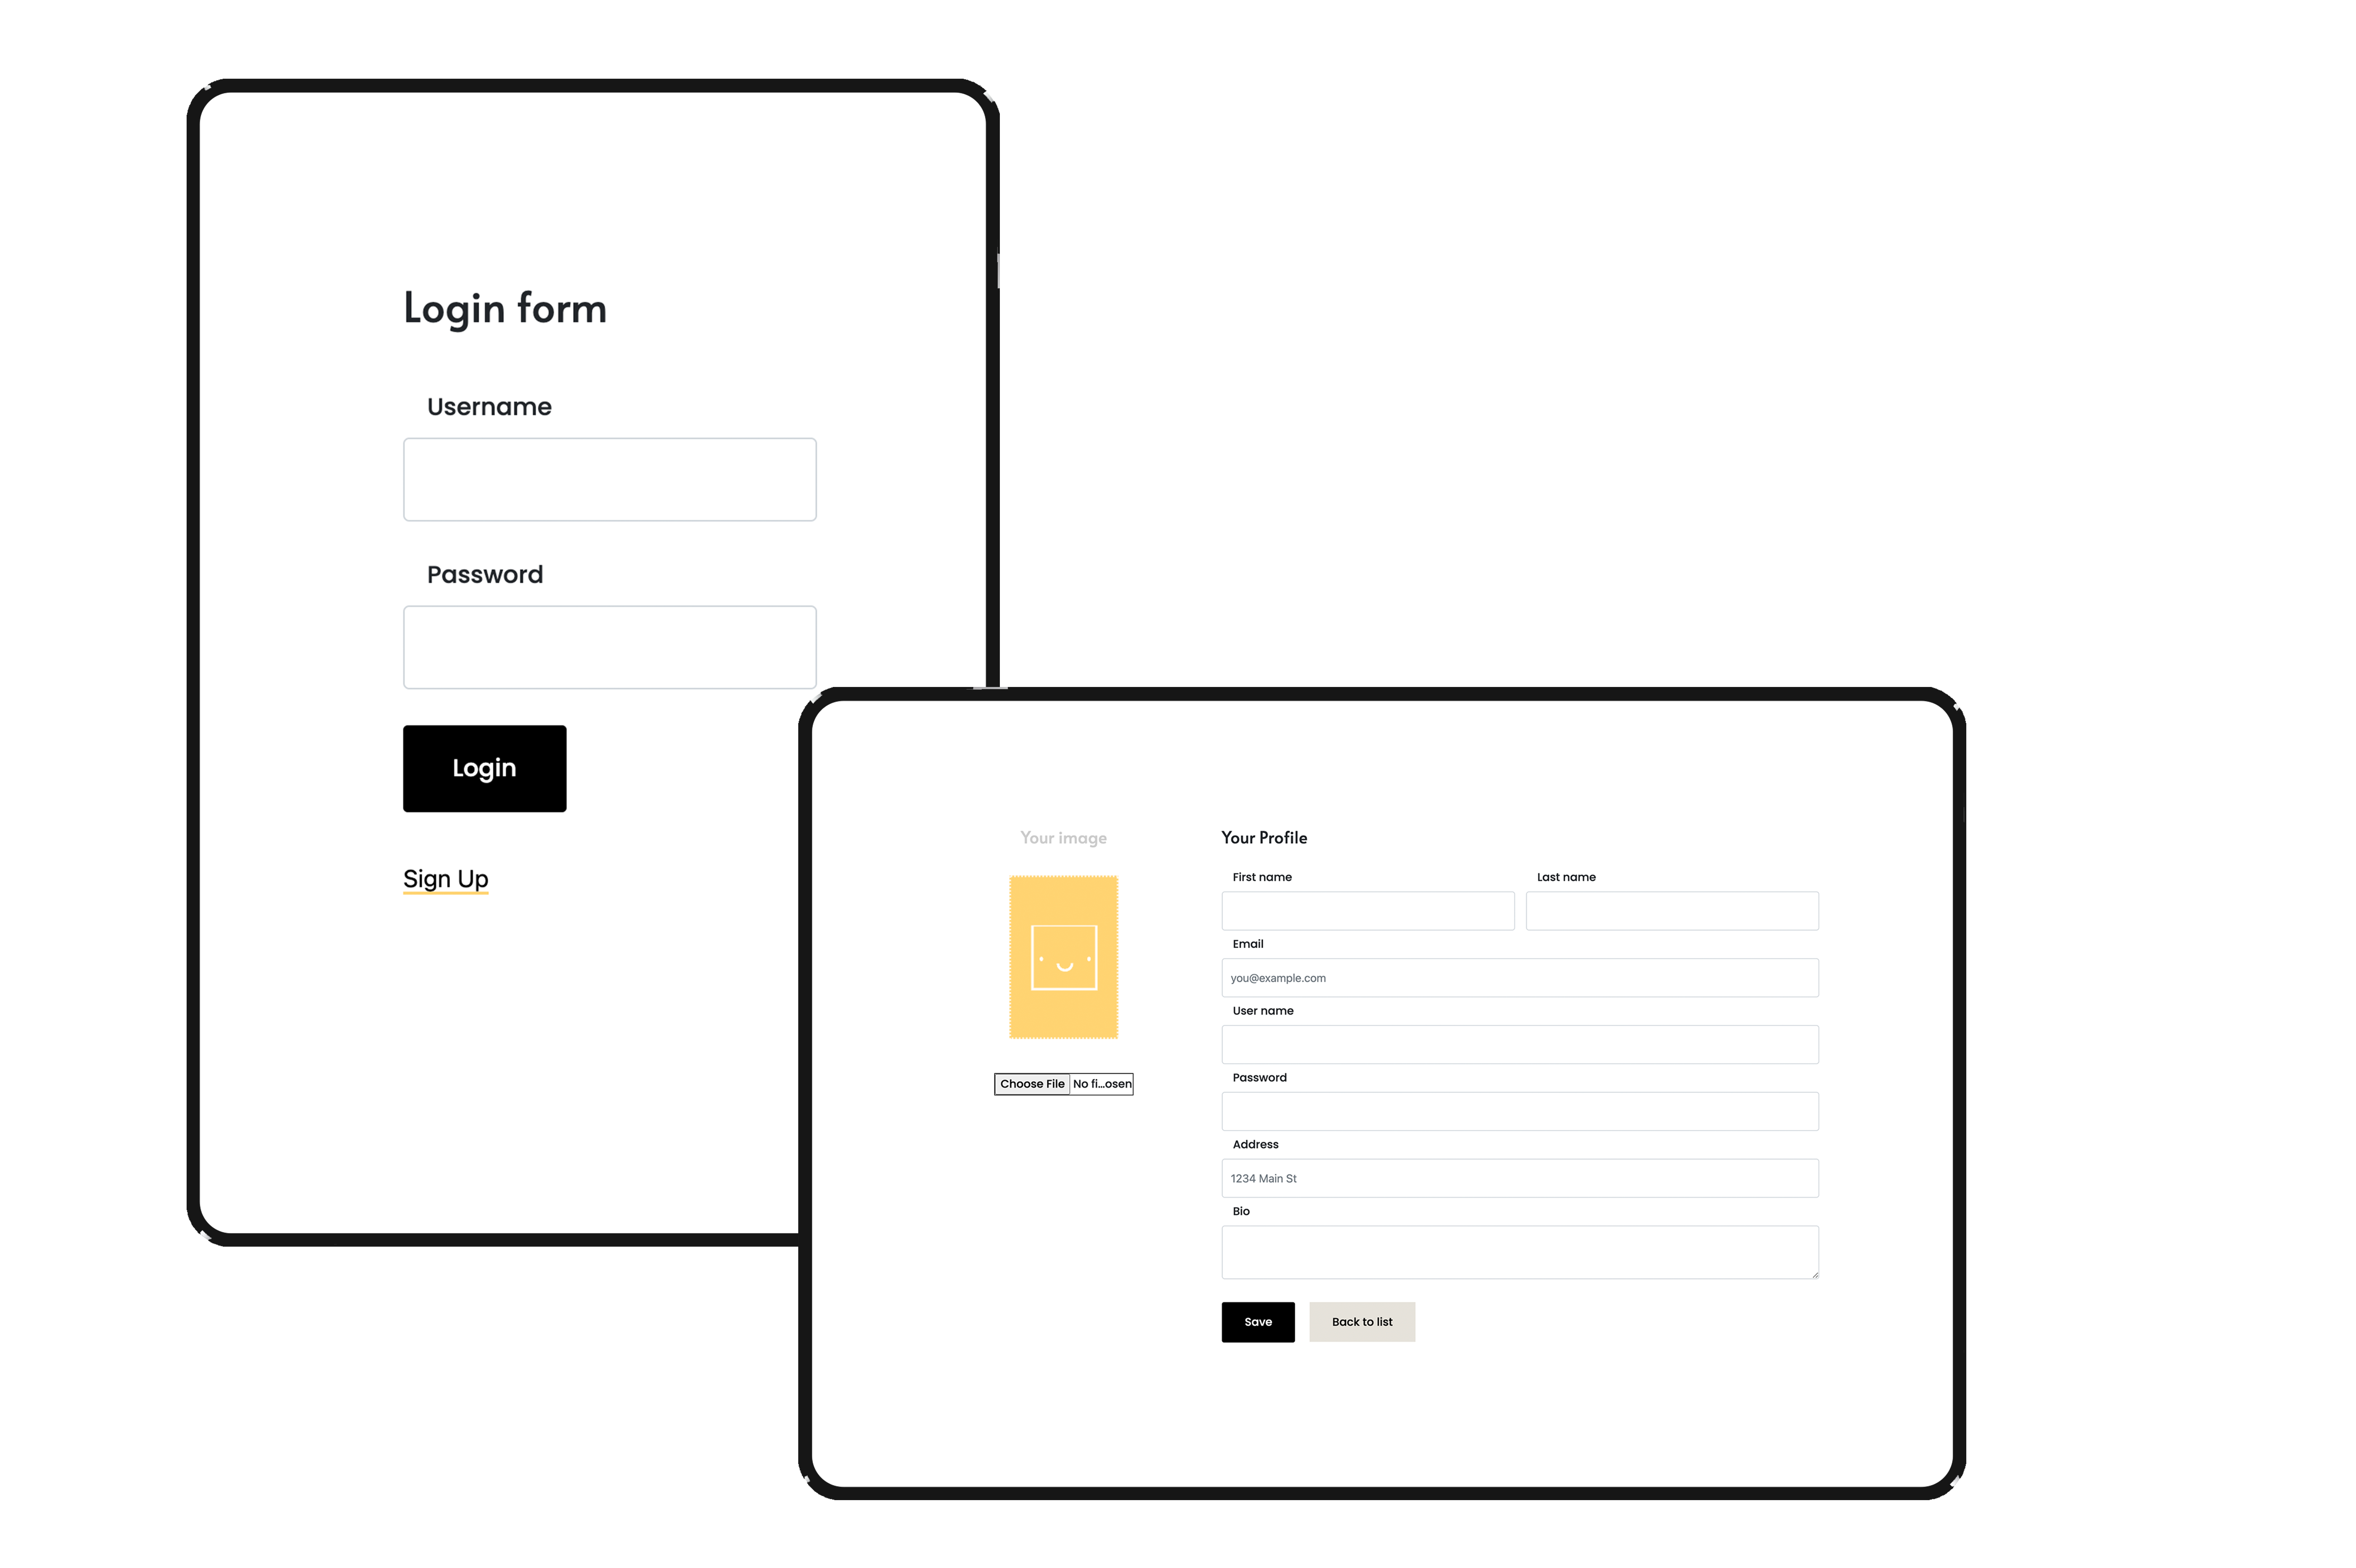 Login form
Username
Password
Login
Sign Up
Your image
Choose File No fi...osen
Your Profile
First name Last name
Email
you@example.com
User name
Password
Address
1234 Main St
Bio
Save Back to list